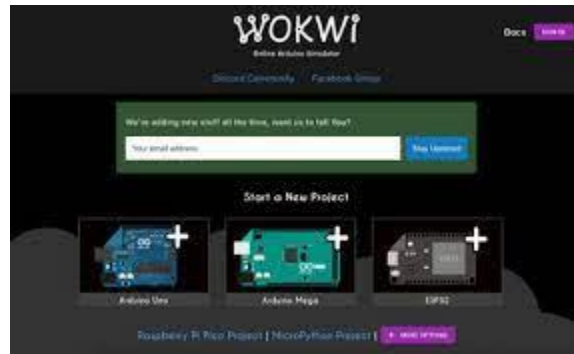 WOKWi
Online Arduino Simulator
Docs
SIGN IN
Discord Community Facebook Group
We're adding new stuff all the time, want us to tell You?
Your email address
Stay Updated!
Start a New Project
Arduino Uno
Arduino Mega
ESP32
Raspberry Pi Pico Project | MicroPython Project |
+ MORE OPTIONS